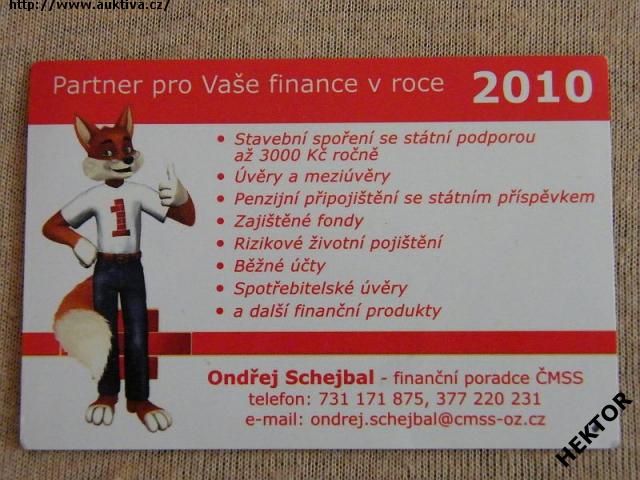 http://www.auktiva.cz/
Partner pro Vaše finance v roce 2010
• Stavební spoření se státní podporou
až 3000 Kč ročně
• Úvěry a meziúvěry
• Penzijní připojištění se státním příspěvkem
• Zajištěné fondy
• Rizikové životní pojištění
• Běžné účty
• Spotřebitelské úvěry
• a další finanční produkty
1
Ondřej Schejbal - finanční poradce ČMSS
telefon: 731 171 875, 377 220 231
e-mail: ondrej.schejbal@cmss-oz.cz
HEKTOR